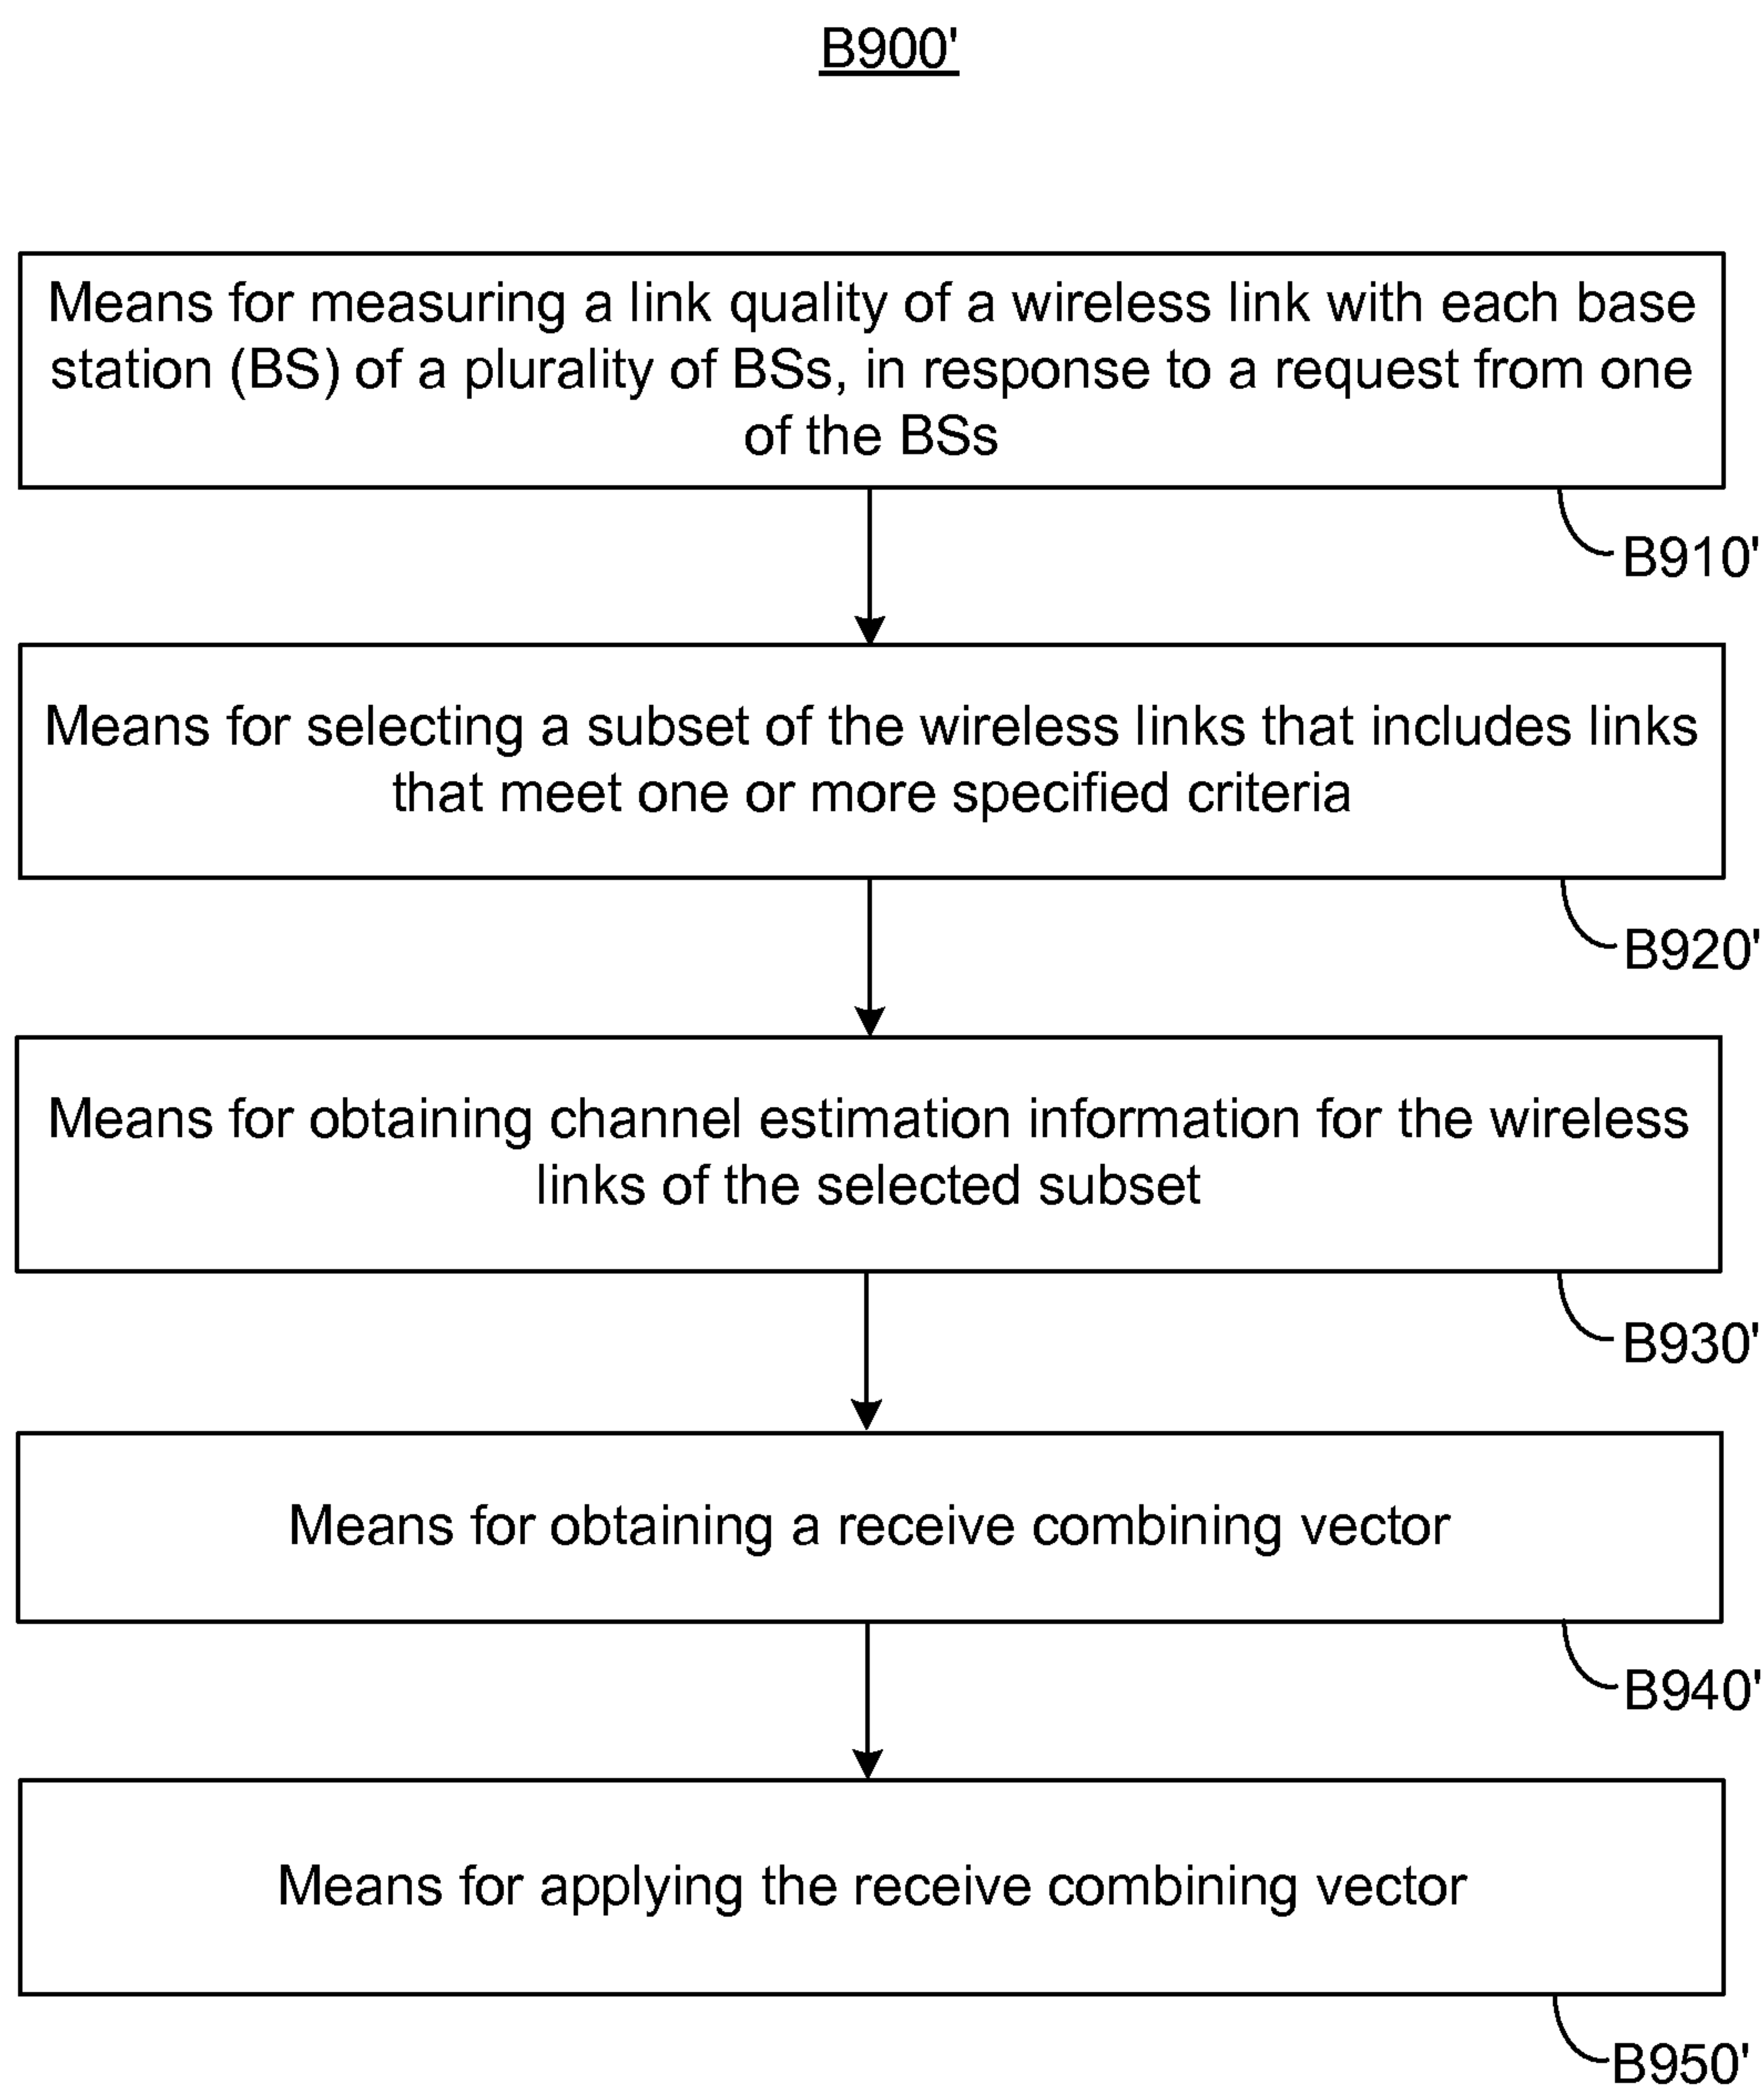 B900'
Means for measuring a link quality of a wireless link with each base
station (BS) of a plurality of BSs, in response to a request from one
of the BSs
B910'
Means for selecting a subset of the wireless links that includes links
that meet one or more specified criteria
B920'
Means for obtaining channel estimation information for the wireless
links of the selected subset
B930'
Means for obtaining a receive combining vector
B940'
Means for applying the receive combining vector
B950'